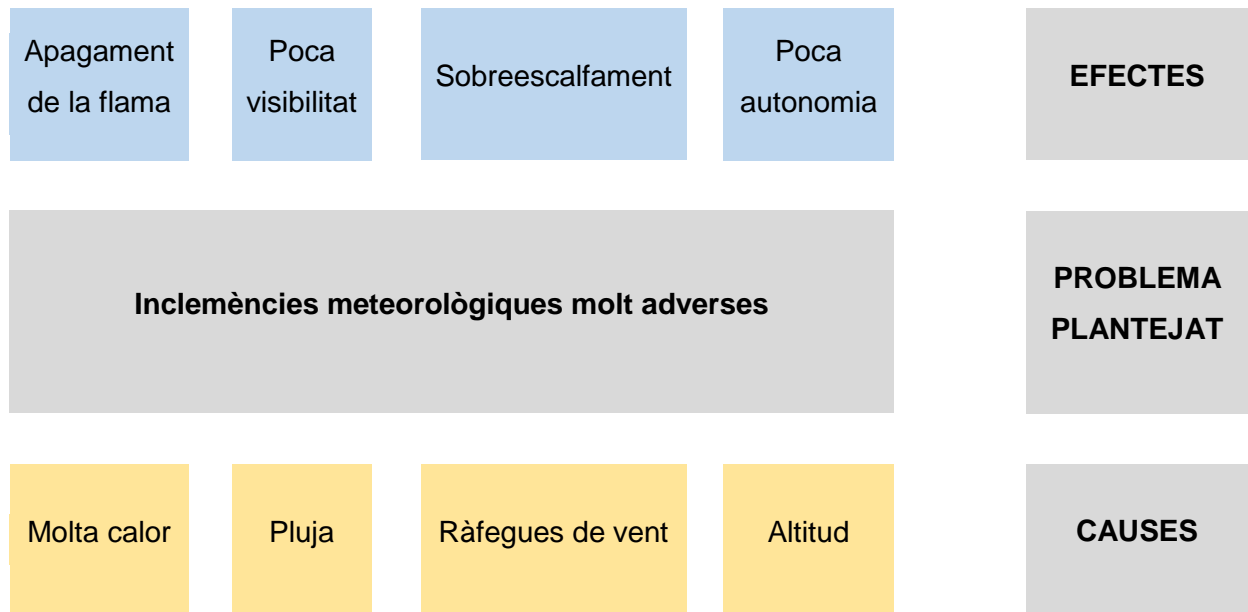 Apagament
de la flama
Poca
visibilitat
Sobreescalfament
Poca
autonomia
EFECTES
Inclemències meteorològiques molt adverses
PROBLEMA
PLANTEJAT
Molta calor
Pluja
Ràfegues de vent
Altitud
CAUSES